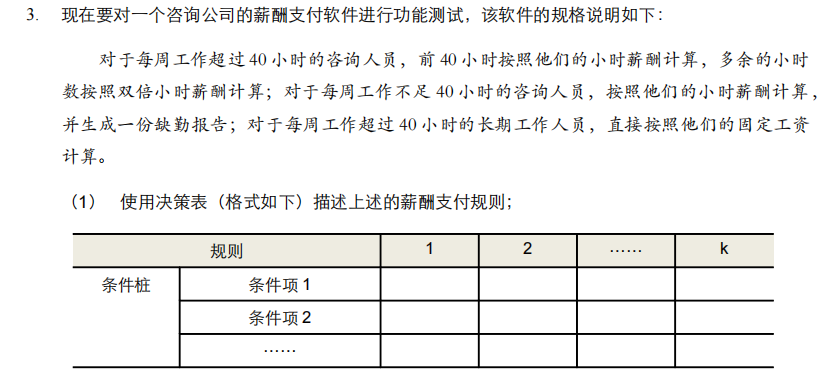 3. 现在要对一个咨询公司的薪酬支付软件进行功能测试，该软件的规格说明如下：
对于每周工作超过 40 小时的咨询人员，前 40 小时按照他们的小时薪酬计算，多余的小时
数按照双倍小时薪酬计算；对于每周工作不足 40 小时的咨询人员，按照他们的小时薪酬计算，
并生成一份缺勤报告；对于每周工作超过 40 小时的长期工作人员，直接按照他们的固定工资
计算。
（1） 使用决策表（格式如下）描述上述的薪酬支付规则；
规则 1 2 …… k
条件桩 条件项 1
条件项 2
……